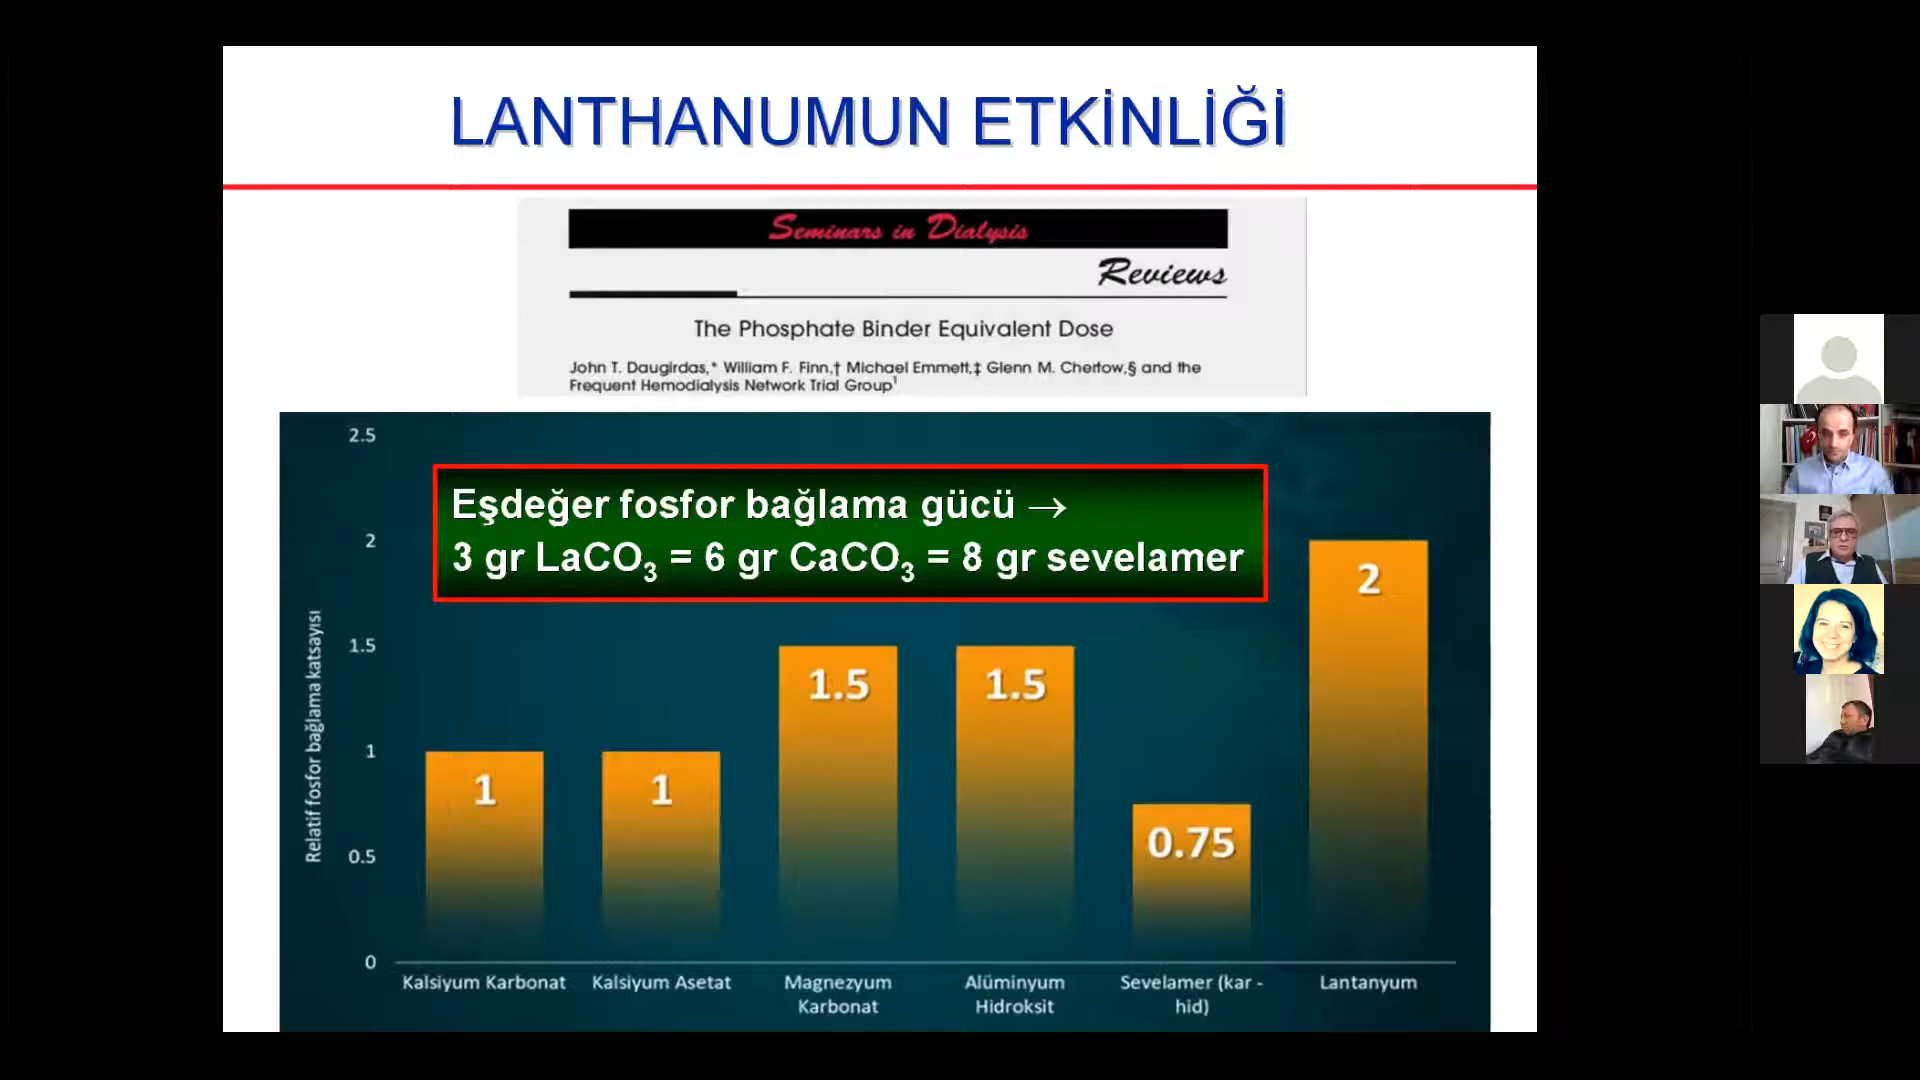 LANTHANUMUN ETKİNLİĞİ
Seminars in Dialysis
Reviews
The Phosphate Binder Equivalent Dose
John T. Daugirdas,* William F. Finn,† Michael Emmett,‡ Glenn M. Chertow,§ and the
Frequent Hemodialysis Network Trial Group¹
Eşdeğer fosfor bağlama gücü →
3 gr LaCO₃ = 6 gr CaCO₃ = 8 gr sevelamer
Relatif fosfor bağlama katsayısı
2.5
2
1.5
1
0.5
0
1
1
1.5
1.5
0.75
2
Kalsiyum Karbonat
Kalsiyum Asetat
Magnezyum
Karbonat
Alüminyum
Hidroksit
Sevelamer (kar -
hid)
Lantanyum